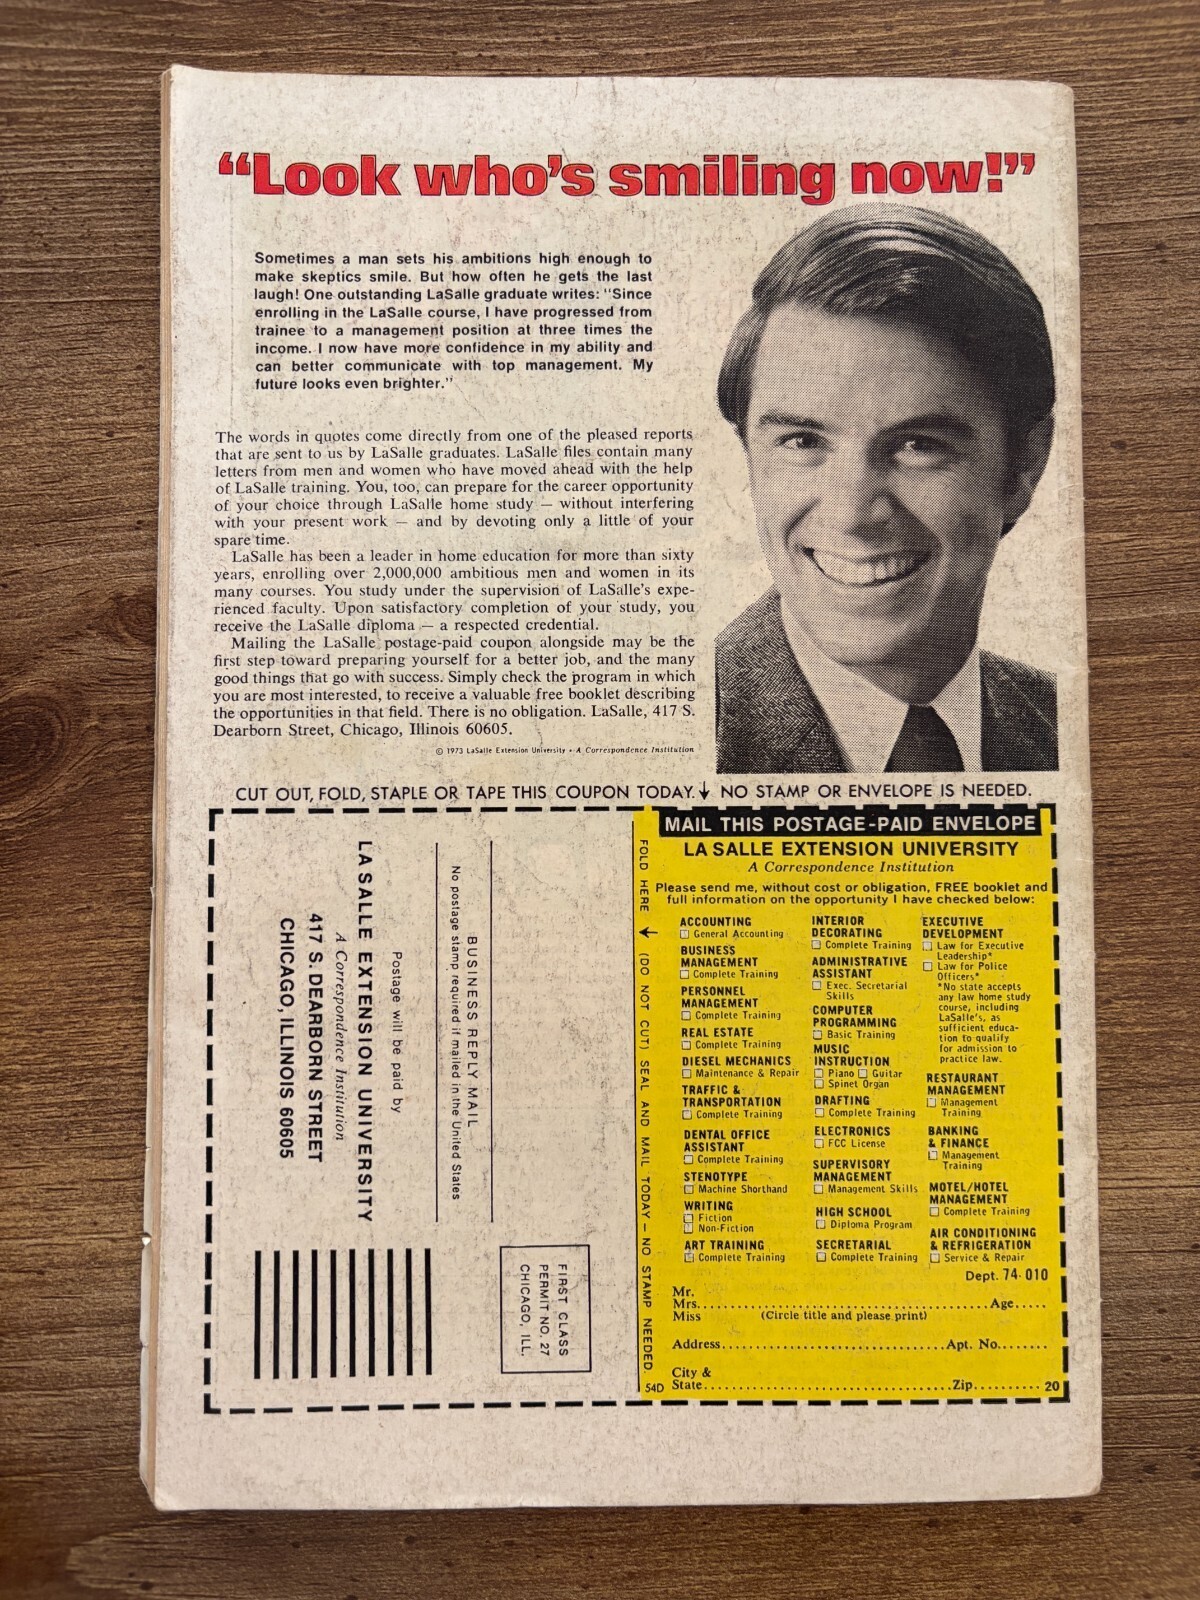 “Look who’s smiling now!”
Sometimes a man sets his ambitions high enough to
make skeptics smile. But how often he gets the last
laugh! One outstanding LaSalle graduate writes: "Since
enrolling in the LaSalle course, I have progressed from
trainee to a management position at three times the
income. I now have more confidence in my ability and
can better communicate with top management. My
future looks even brighter."
The words in quotes come directly from one of the pleased reports
that are sent to us by LaSalle graduates. LaSalle files contain many
letters from men and women who have moved ahead with the help
of LaSalle training. You, too, can prepare for the career opportunity
of your choice through LaSalle home study — without interfering
with your present work — and by devoting only a little of your
spare time.
LaSalle has been a leader in home education for more than sixty
years, enrolling over 2,000,000 ambitious men and women in its
many courses. You study under the supervision of LaSalle's expe-
rienced faculty. Upon satisfactory completion of your study, you
receive the LaSalle diploma — a respected credential.
Mailing the LaSalle postage-paid coupon alongside may be the
first step toward preparing yourself for a better job, and the many
good things that go with success. Simply check the program in which
you are most interested, to receive a valuable free booklet describing
the opportunities in that field. There is no obligation. LaSalle, 417 S.
Dearborn Street, Chicago, Illinois 60605.
© 1973 LaSalle Extension University • A Correspondence Institution
CUT OUT, FOLD, STAPLE OR TAPE THIS COUPON TODAY.↓ NO STAMP OR ENVELOPE IS NEEDED.
FIRST CLASS
PERMIT NO. 27
CHICAGO, ILL.
BUSINESS REPLY MAIL
No postage stamp required if mailed in the United States
Postage will be paid by
LA SALLE EXTENSION UNIVERSITY
A Correspondence Institution
417 S. DEARBORN STREET
CHICAGO, ILLINOIS 60605
FOLD HERE ↓ (DO NOT CUT) SEAL AND MAIL TODAY – NO STAMP NEEDED.
MAIL THIS POSTAGE-PAID ENVELOPE
LA SALLE EXTENSION UNIVERSITY
A Correspondence Institution
Please send me, without cost or obligation, FREE booklet and
full information on the opportunity I have checked below:
ACCOUNTING
☐ General Accounting
BUSINESS
MANAGEMENT
☐ Complete Training
PERSONNEL
MANAGEMENT
☐ Complete Training
REAL ESTATE
☐ Complete Training
DIESEL MECHANICS
☐ Maintenance & Repair
TRAFFIC &
TRANSPORTATION
☐ Complete Training
DENTAL OFFICE
ASSISTANT
☐ Complete Training
STENOTYPE
☐ Machine Shorthand
WRITING
☐ Fiction
☐ Non-Fiction
ART TRAINING
☐ Complete Training
INTERIOR
DECORATING
☐ Complete Training
ADMINISTRATIVE
ASSISTANT
☐ Exec. Secretarial
Skills
COMPUTER
PROGRAMMING
☐ Basic Training
MUSIC
INSTRUCTION
☐ Piano ☐ Guitar
☐ Spinet Organ
DRAFTING
☐ Complete Training
ELECTRONICS
☐ FCC License
SUPERVISORY
MANAGEMENT
☐ Management Skills
HIGH SCHOOL
☐ Diploma Program
SECRETARIAL
☐ Complete Training
EXECUTIVE
DEVELOPMENT
☐ Law for Executive
Leadership*
☐ Law for Police
Officers*
*No state accepts
any law home study
course, including
LaSalle's, as
sufficient educa-
tion to qualify
for admission to
practice law.
RESTAURANT
MANAGEMENT
☐ Management
Training
BANKING
& FINANCE
☐ Management
Training
MOTEL/HOTEL
MANAGEMENT
☐ Complete Training
AIR CONDITIONING
& REFRIGERATION
☐ Service & Repair
Dept. 74-010
Mr.
Mrs. Age
Miss (Circle title and please print)
Address Apt. No.
City &
State Zip 20
54D